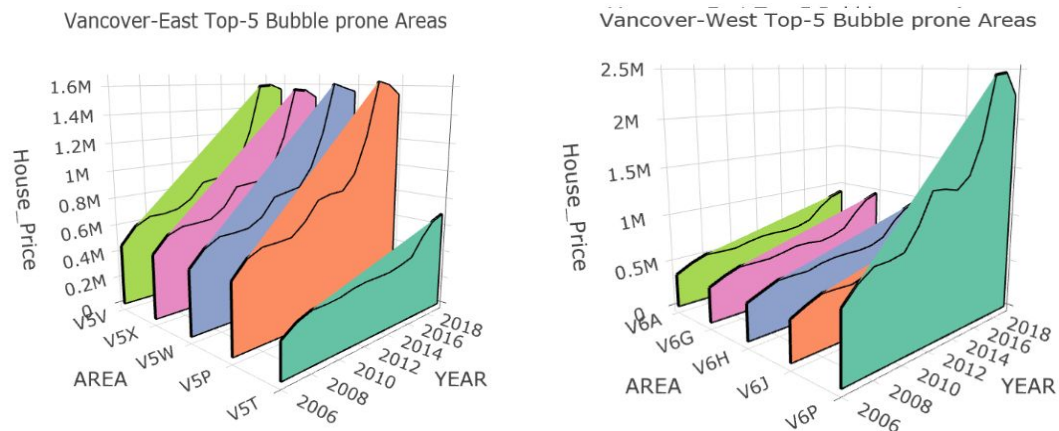 Vancover-East Top-5 Bubble prone Areas
1.6M
1.4M
1.2M
1M
0.8M
0.6M
0.4M
0.2M
0
House_Price
V5V
V5X
V5W
V5P
V5T
AREA
2006
2008
2010
2012
2014
2016
2018
YEAR
Vancover-West Top-5 Bubble prone Areas
2.5M
2M
1.5M
1M
0.5M
0
House_Price
V6A
V6G
V6H
V6J
V6P
AREA
2006
2008
2010
2012
2014
2016
2018
YEAR